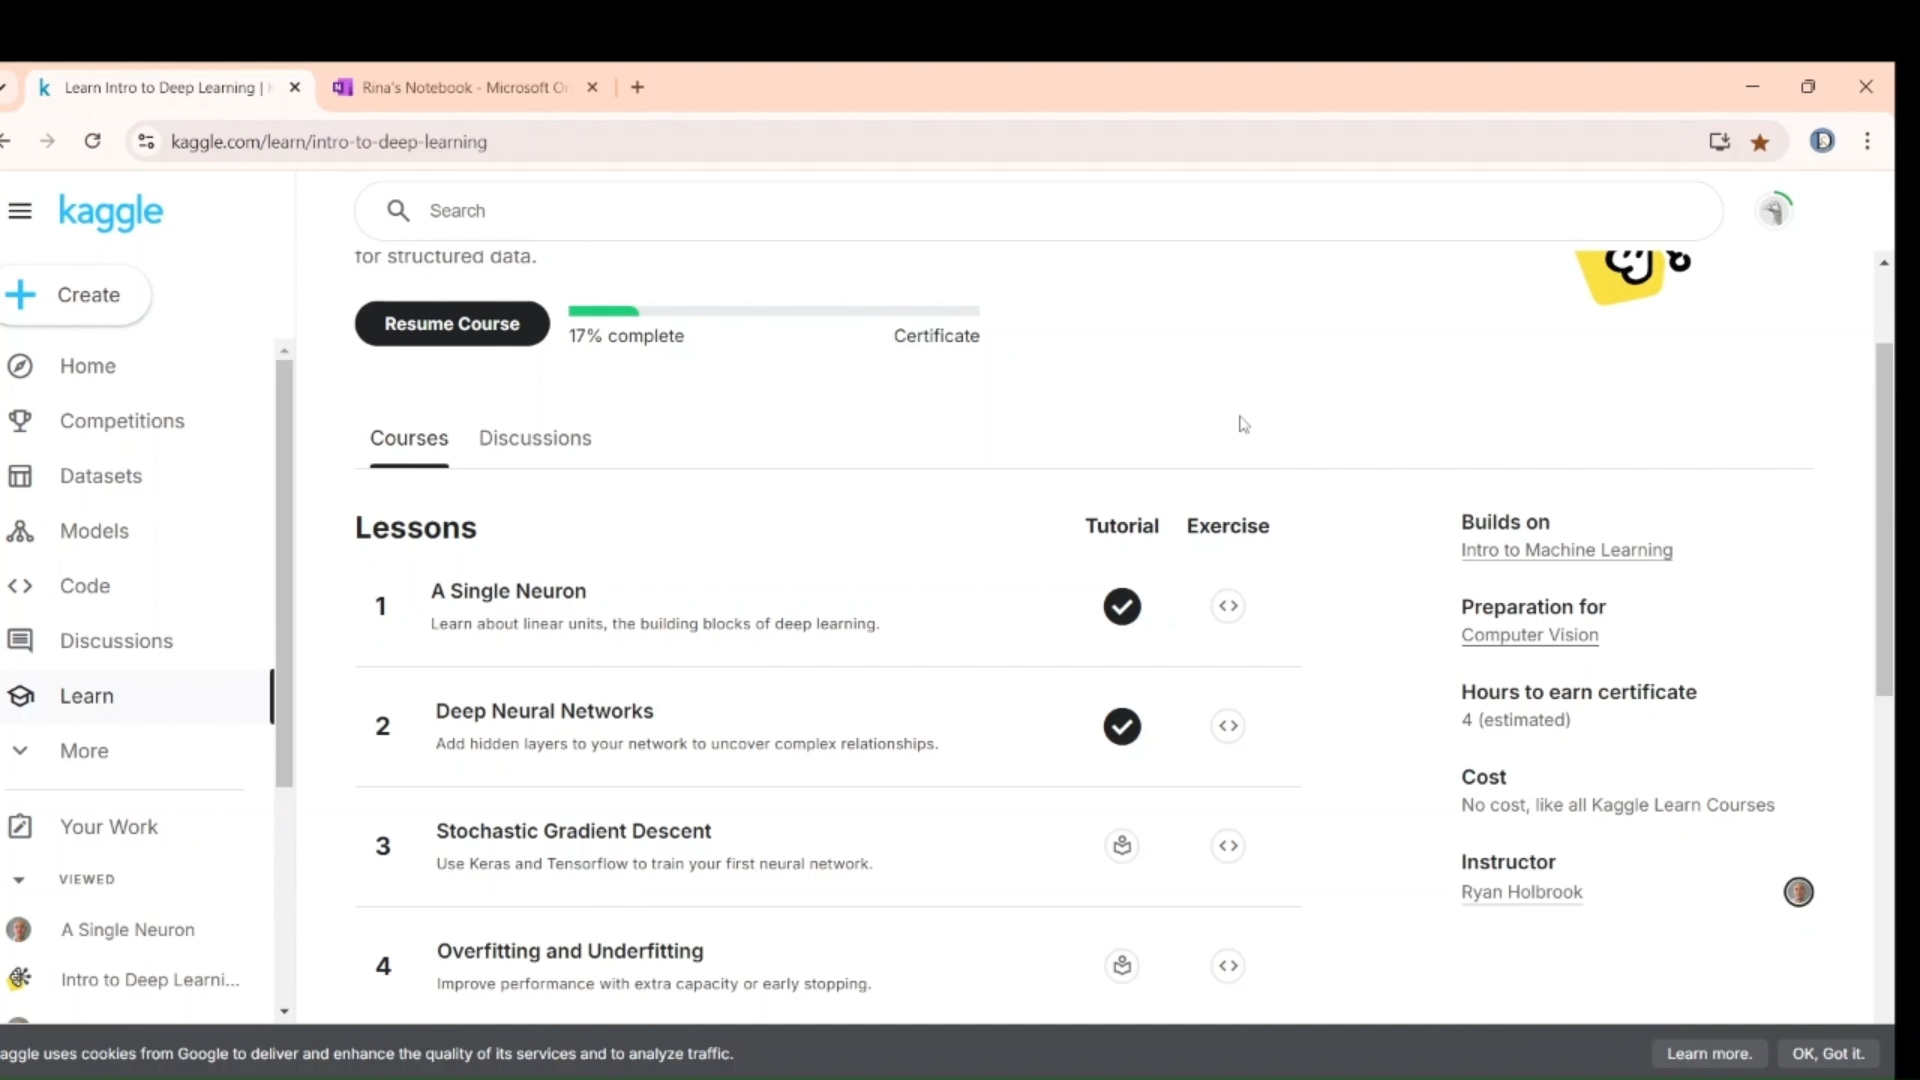 Learn Intro to Deep Learning |
Rina's Notebook - Microsoft O
kaggle.com/learn/intro-to-deep-learning
kaggle
Search
Create
Home
Competitions
Datasets
Models
Code
Discussions
Learn
More
Your Work
VIEWED
A Single Neuron
Intro to Deep Learni...
for structured data.
Resume Course
17% complete
Certificate
Courses
Discussions
Lessons
Tutorial
Exercise
1
A Single Neuron
Learn about linear units, the building blocks of deep learning.
2
Deep Neural Networks
Add hidden layers to your network to uncover complex relationships.
3
Stochastic Gradient Descent
Use Keras and Tensorflow to train your first neural network.
4
Overfitting and Underfitting
Improve performance with extra capacity or early stopping.
Builds on
Intro to Machine Learning
Preparation for
Computer Vision
Hours to earn certificate
4 (estimated)
Cost
No cost, like all Kaggle Learn Courses
Instructor
Ryan Holbrook
aggle uses cookies from Google to deliver and enhance the quality of its services and to analyze traffic.
Learn more.
OK, Got it.